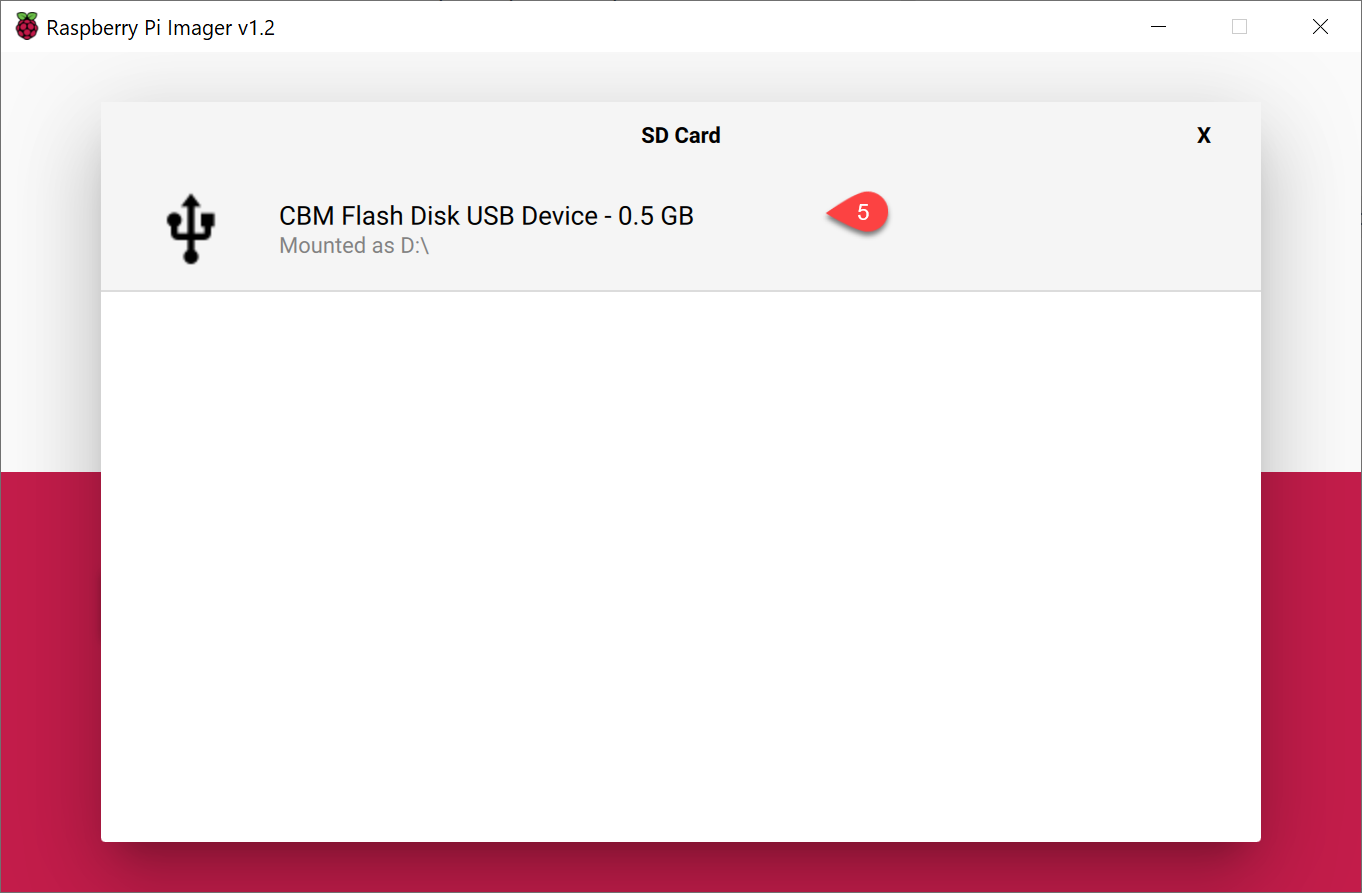 Raspberry Pi Imager v1.2
SD Card X
CBM Flash Disk USB Device - 0.5 GB
5
Mounted as D:\